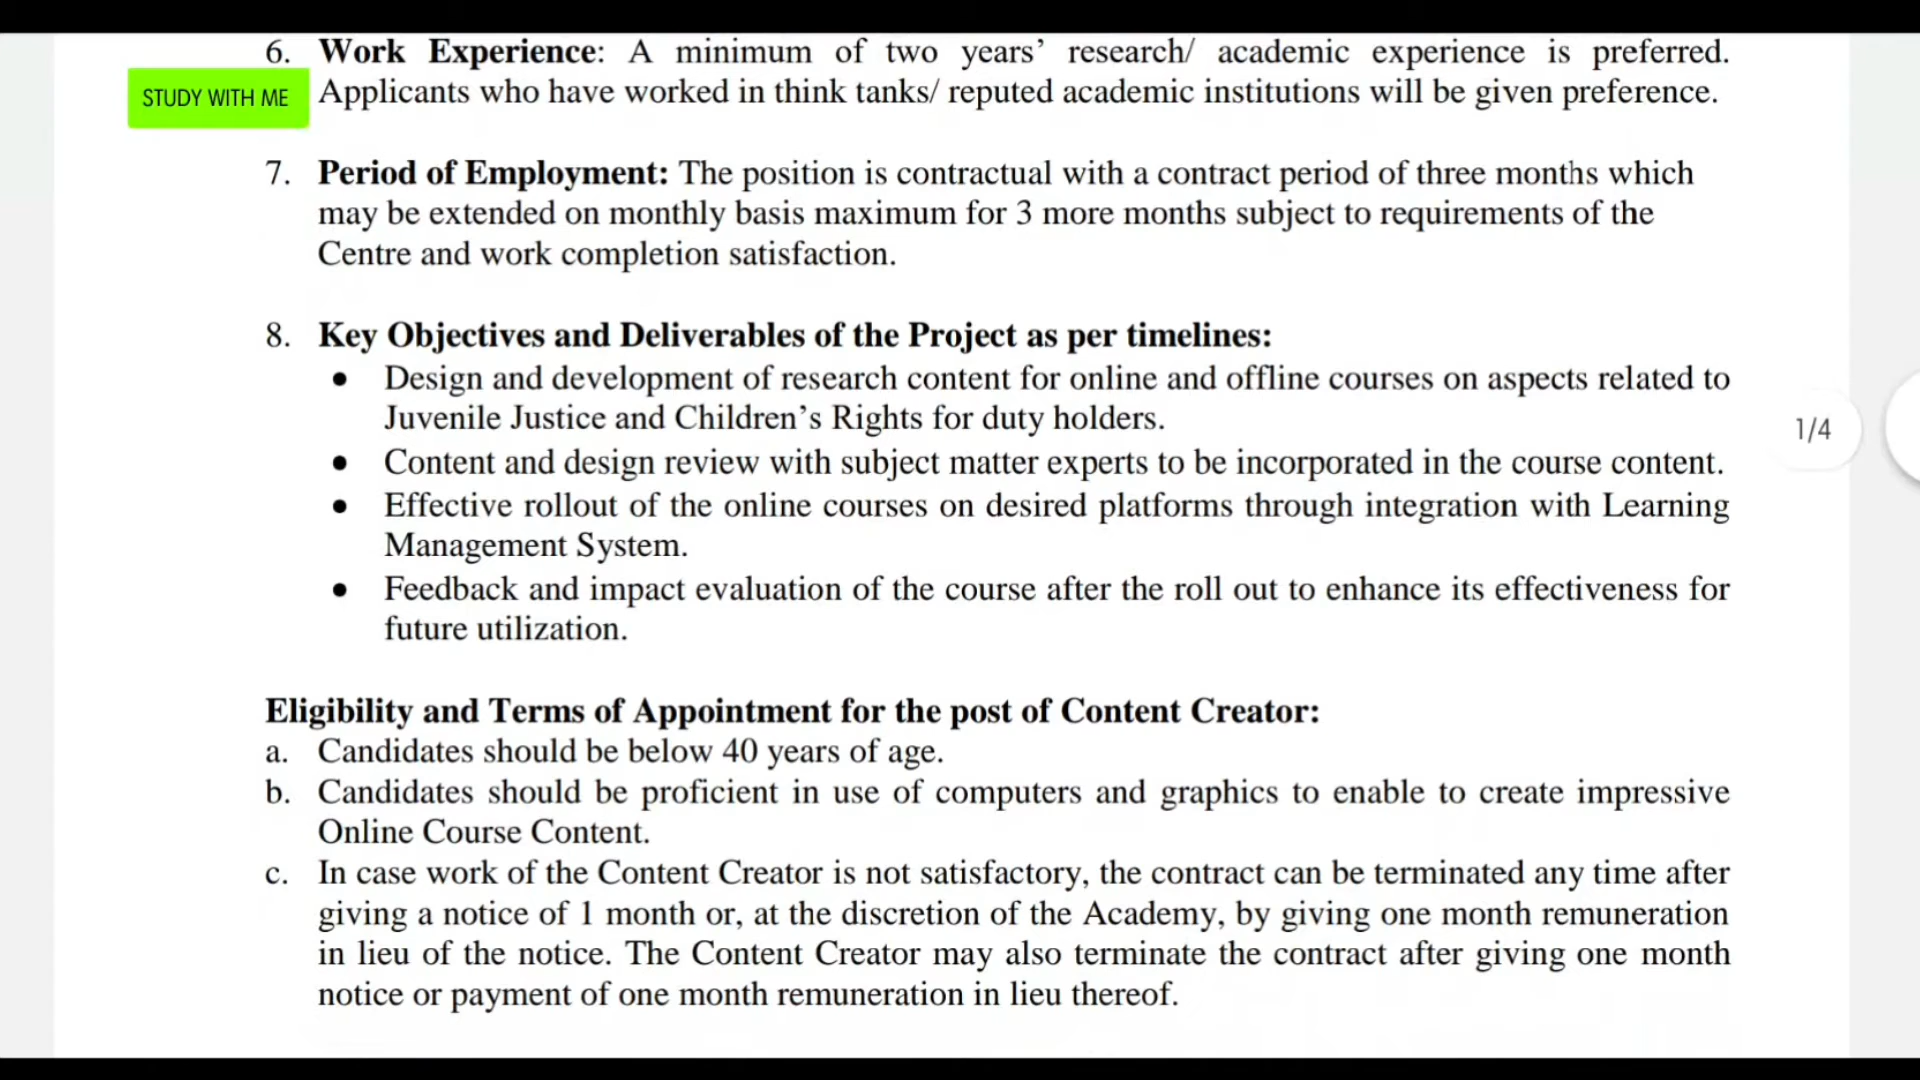 6. Work Experience: A minimum of two years’ research/ academic experience is preferred.
STUDY WITH ME
Applicants who have worked in think tanks/ reputed academic institutions will be given preference.
7. Period of Employment: The position is contractual with a contract period of three months which
may be extended on monthly basis maximum for 3 more months subject to requirements of the
Centre and work completion satisfaction.
8. Key Objectives and Deliverables of the Project as per timelines:
● Design and development of research content for online and offline courses on aspects related to
Juvenile Justice and Children’s Rights for duty holders.
1/4
● Content and design review with subject matter experts to be incorporated in the course content.
● Effective rollout of the online courses on desired platforms through integration with Learning
Management System.
● Feedback and impact evaluation of the course after the roll out to enhance its effectiveness for
future utilization.
Eligibility and Terms of Appointment for the post of Content Creator:
a. Candidates should be below 40 years of age.
b. Candidates should be proficient in use of computers and graphics to enable to create impressive
Online Course Content.
c. In case work of the Content Creator is not satisfactory, the contract can be terminated any time after
giving a notice of 1 month or, at the discretion of the Academy, by giving one month remuneration
in lieu of the notice. The Content Creator may also terminate the contract after giving one month
notice or payment of one month remuneration in lieu thereof.